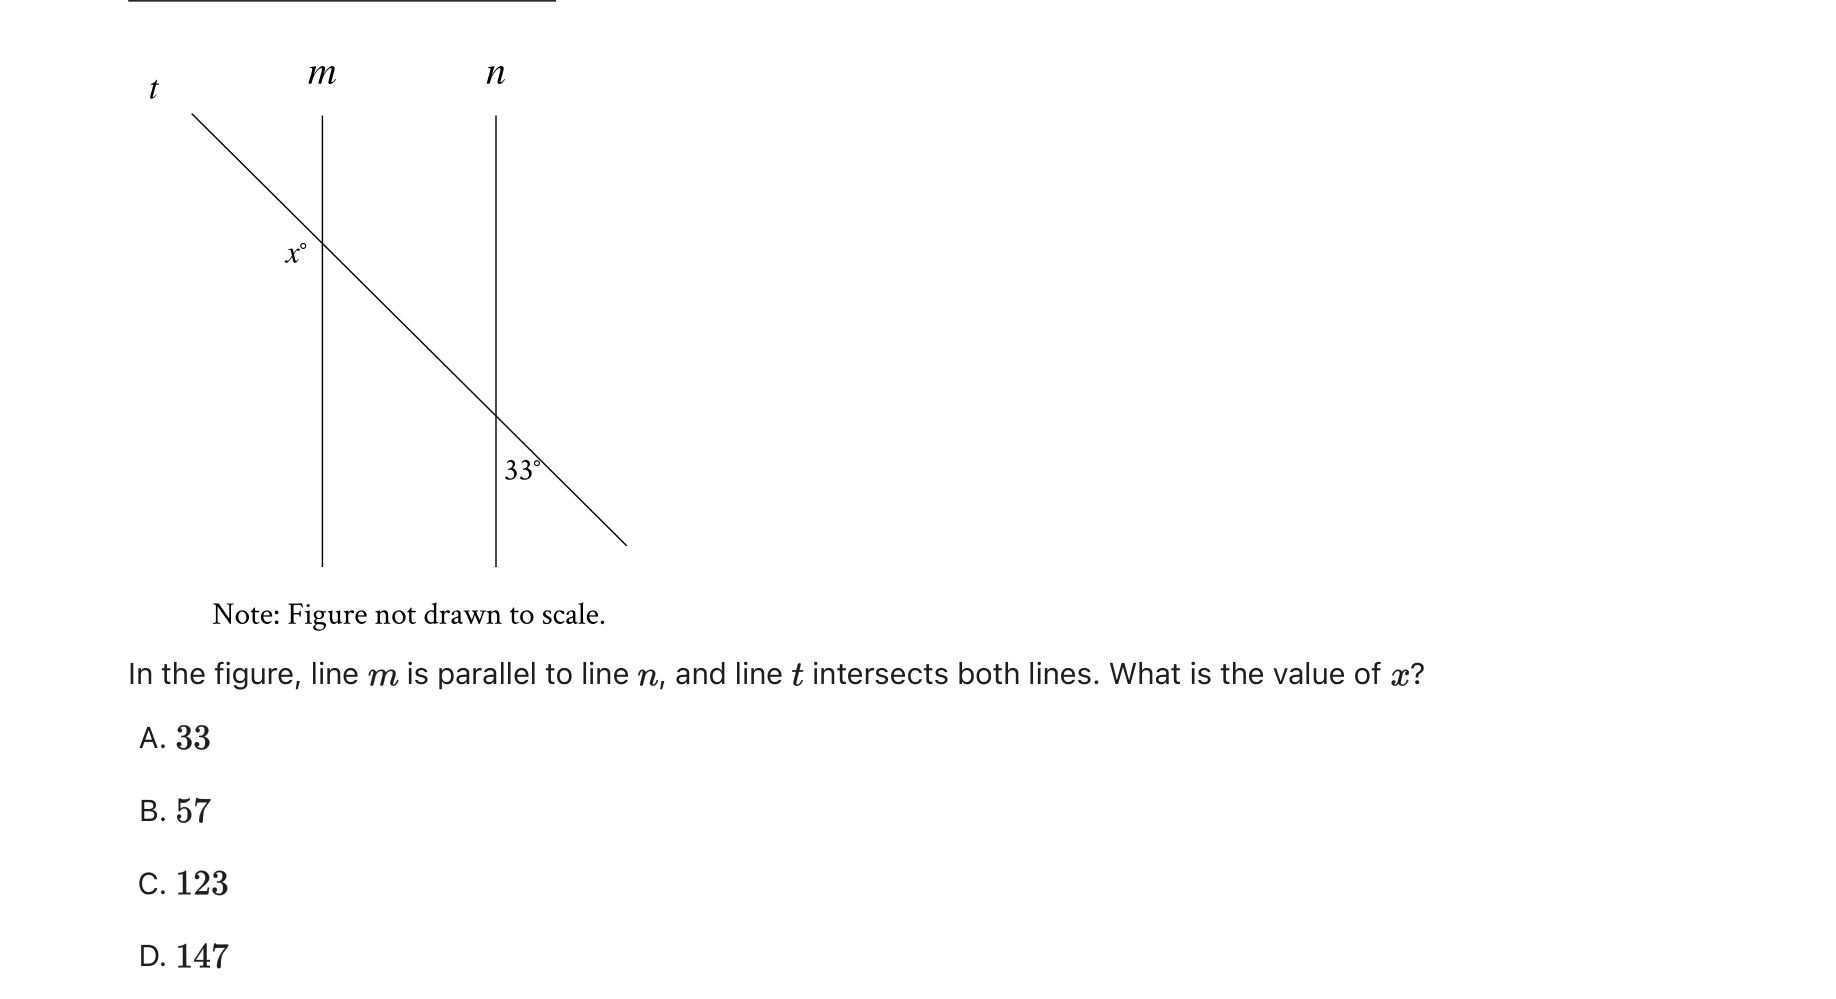 t m n
x°
33°
Note: Figure not drawn to scale.
In the figure, line m is parallel to line n, and line t intersects both lines. What is the value of x?
A. 33
B. 57
C. 123
D. 147